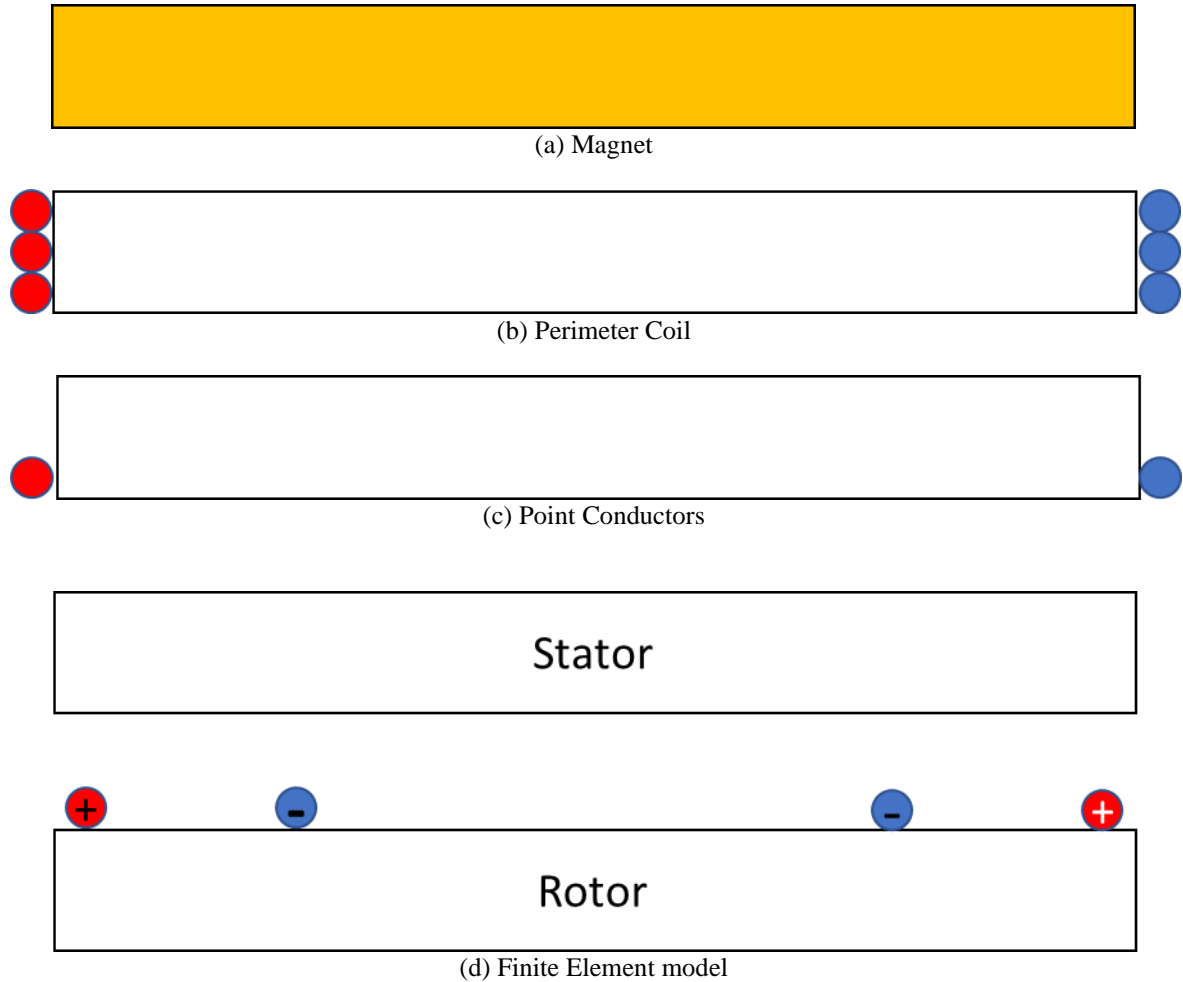 (a) Magnet
(b) Perimeter Coil
(c) Point Conductors
Stator
+ - - +
Rotor
(d) Finite Element model